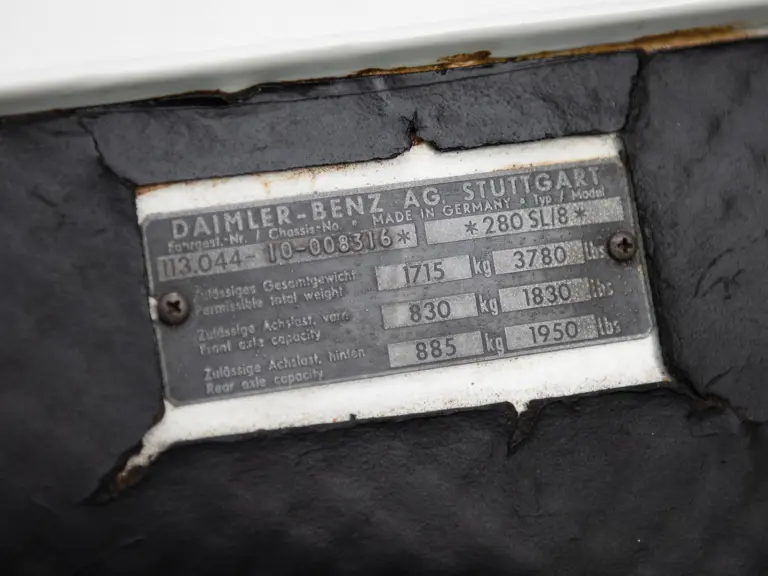 DAIMLER-BENZ AG. STUTTGART
Fahrgest.-Nr. / Chassis-No. • MADE IN GERMANY • Typ / Model
113.044-10-008316* *280 SL/8*
Zulässiges Gesamtgewicht
Permissible total weight
1715 kg 3780 lbs
Zulässige Achslast, vorn
Front axle capacity
830 kg 1830 lbs
Zulässige Achslast, hinten
Rear axle capacity
885 kg 1950 lbs